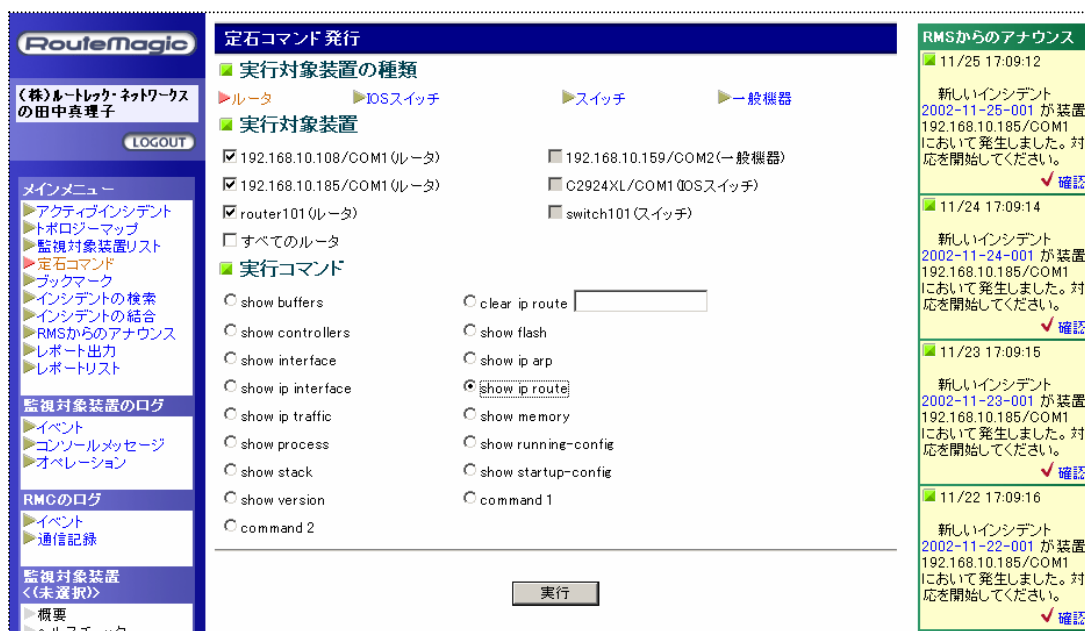 RouteMagic
(株)ルートレック・ネットワークス
の田中真理子
LOGOUT
メインメニュー
アクティブインシデント
トポロジーマップ
監視対象装置リスト
定石コマンド
ブックマーク
インシデントの検索
インシデントの結合
RMSからのアナウンス
レポート出力
レポートリスト
監視対象装置のログ
イベント
コンソールメッセージ
オペレーション
RMCのログ
イベント
通信記録
監視対象装置
<(未選択)>
概要
定石コマンド発行
実行対象装置の種類
ルータ IOSスイッチ スイッチ 一般機器
実行対象装置
192.168.10.108/COM1(ルータ) 192.168.10.159/COM2(一般機器)
192.168.10.185/COM1(ルータ) C2924XL/COM1(IOSスイッチ)
router101(ルータ) switch101(スイッチ)
すべてのルータ
実行コマンド
show buffers clear ip route
show controllers show flash
show interface show ip arp
show ip interface show ip route
show ip traffic show memory
show process show running-config
show stack show startup-config
show version command 1
command 2
実行
RMSからのアナウンス
11/25 17:09:12
新しいインシデント
2002-11-25-001 が装置
192.168.10.185/COM1
において発生しました。対
応を開始してください。
確認
11/24 17:09:14
新しいインシデント
2002-11-24-001 が装置
192.168.10.185/COM1
において発生しました。対
応を開始してください。
確認
11/23 17:09:15
新しいインシデント
2002-11-23-001 が装置
192.168.10.185/COM1
において発生しました。対
応を開始してください。
確認
11/22 17:09:16
新しいインシデント
2002-11-22-001 が装置
192.168.10.185/COM1
において発生しました。対
応を開始してください。
確認